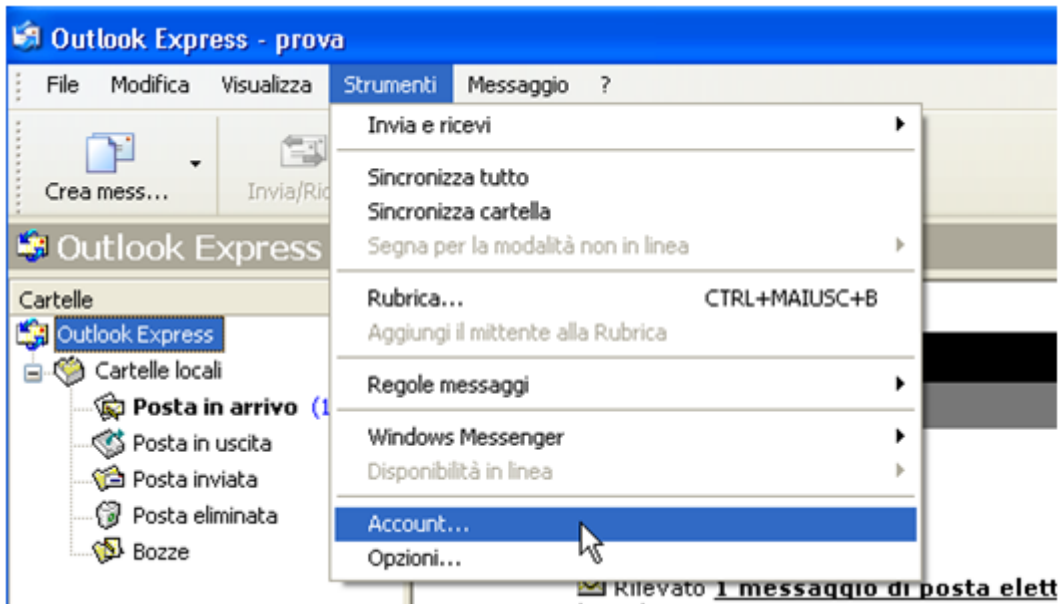 Outlook Express - prova
File Modifica Visualizza Strumenti Messaggio ?
Crea mess... Invia/Ric
Outlook Express
Cartelle
Outlook Express
Cartelle locali
Posta in arrivo (1
Posta in uscita
Posta inviata
Posta eliminata
Bozze
Invia e ricevi
Sincronizza tutto
Sincronizza cartella
Segna per la modalità non in linea
Rubrica... CTRL+MAIUSC+B
Aggiungi il mittente alla Rubrica
Regole messaggi
Windows Messenger
Disponibilità in linea
Account...
Opzioni...
Rilevato 1 messaggio di posta elett